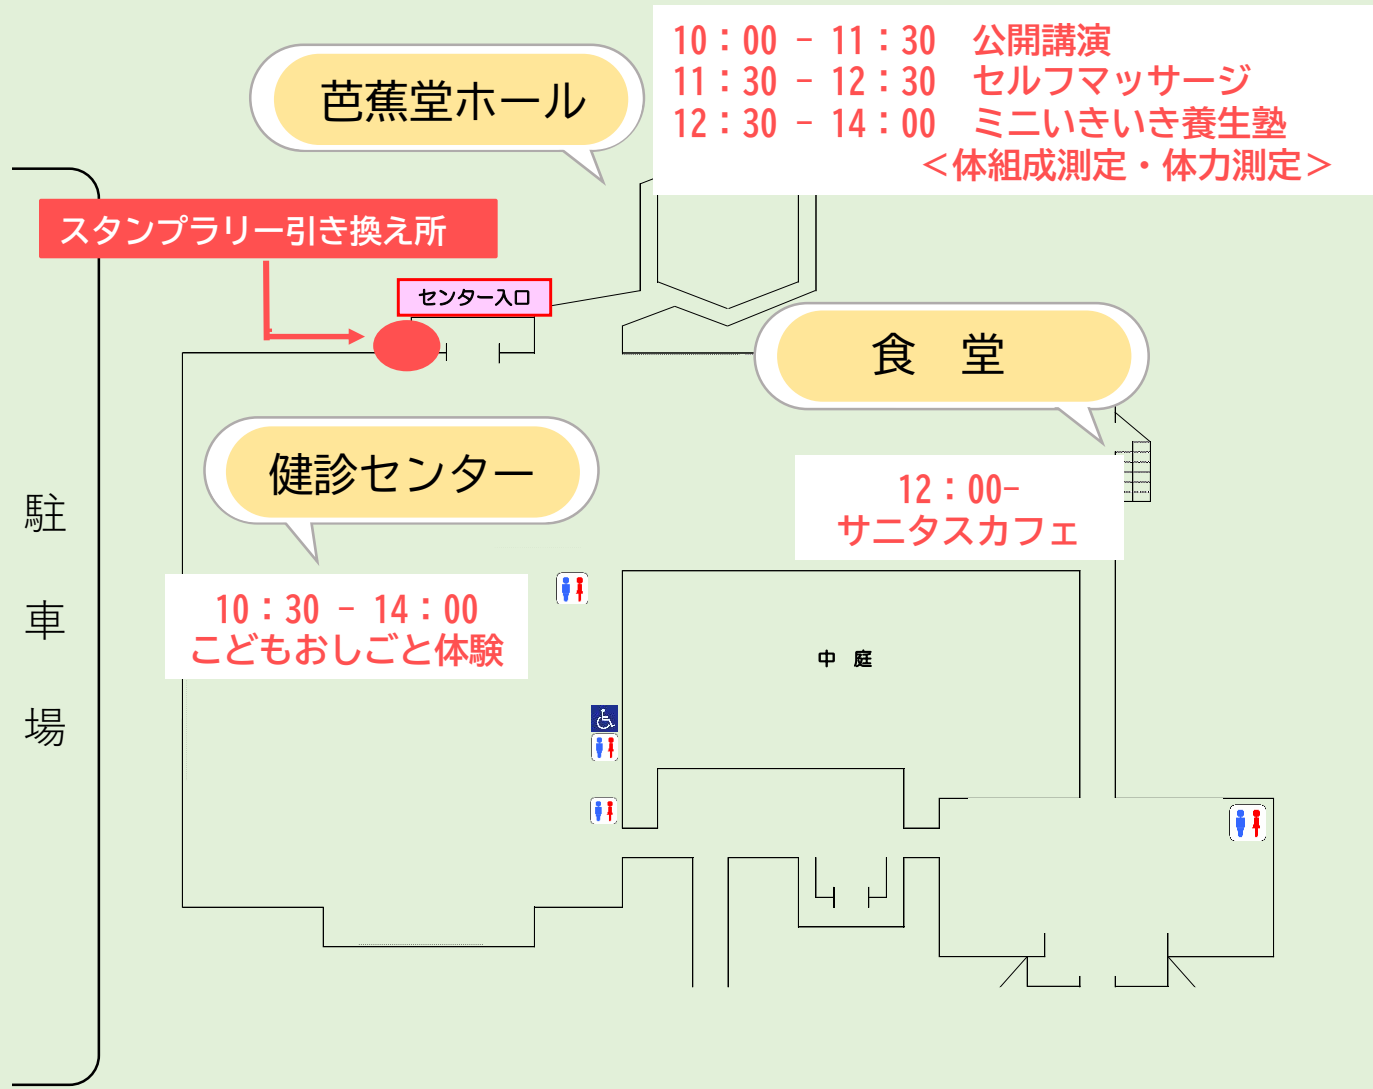 10：00 － 11：30　公開講演
11：30 － 12：30　セルフマッサージ
12：30 － 14：00　ミニいきいき養生塾
＜体組成測定・体力測定＞
芭蕉堂ホール
スタンプラリー引き換え所
センター入口
食　堂
12：00－
サニタスカフェ
健診センター
10：30 － 14：00
こどもおしごと体験
中　庭
駐車場